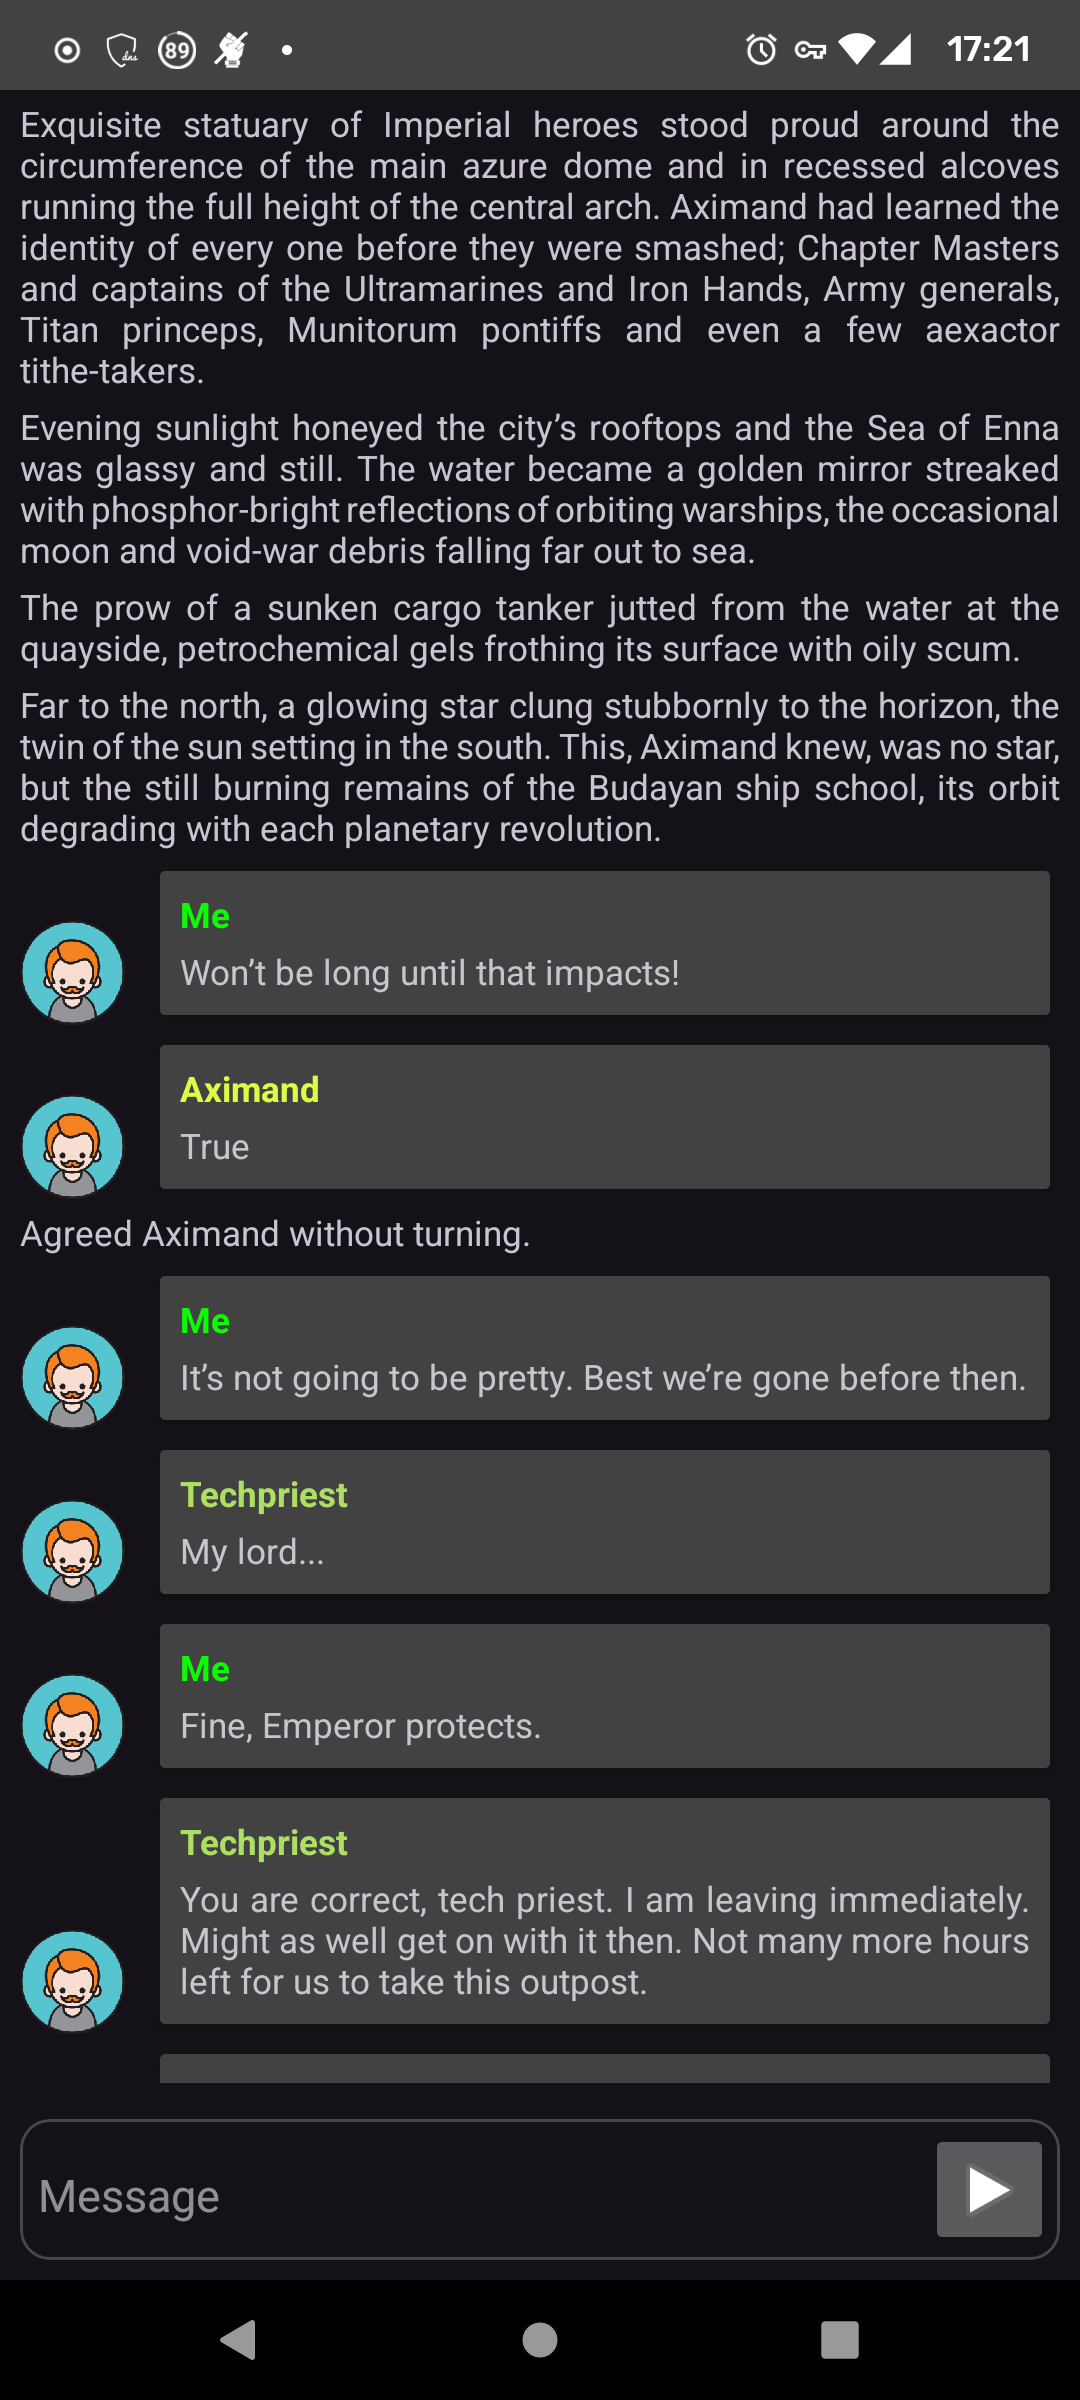 dns 89 17:21
Exquisite statuary of Imperial heroes stood proud around the
circumference of the main azure dome and in recessed alcoves
running the full height of the central arch. Aximand had learned the
identity of every one before they were smashed; Chapter Masters
and captains of the Ultramarines and Iron Hands, Army generals,
Titan princeps, Munitorum pontiffs and even a few aexactor
tithe-takers.
Evening sunlight honeyed the city’s rooftops and the Sea of Enna
was glassy and still. The water became a golden mirror streaked
with phosphor-bright reflections of orbiting warships, the occasional
moon and void-war debris falling far out to sea.
The prow of a sunken cargo tanker jutted from the water at the
quayside, petrochemical gels frothing its surface with oily scum.
Far to the north, a glowing star clung stubbornly to the horizon, the
twin of the sun setting in the south. This, Aximand knew, was no star,
but the still burning remains of the Budayan ship school, its orbit
degrading with each planetary revolution.
Me
Won’t be long until that impacts!
Aximand
True
Agreed Aximand without turning.
Me
It’s not going to be pretty. Best we’re gone before then.
Techpriest
My lord...
Me
Fine, Emperor protects.
Techpriest
You are correct, tech priest. I am leaving immediately.
Might as well get on with it then. Not many more hours
left for us to take this outpost.
Message